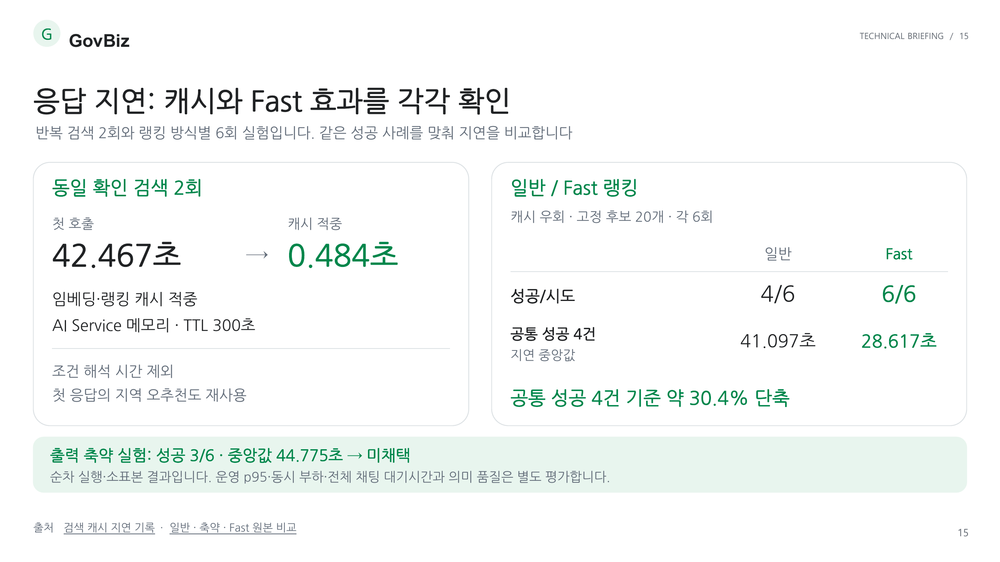 G GovBiz
TECHNICAL BRIEFING / 15
응답 지연: 캐시와 Fast 효과를 각각 확인
반복 검색 2회와 랭킹 방식별 6회 실험입니다. 같은 성공 사례를 맞춰 지연을 비교합니다
동일 확인 검색 2회
첫 호출
캐시 적중
42.467초 → 0.484초
임베딩·랭킹 캐시 적중
AI Service 메모리 · TTL 300초
조건 해석 시간 제외
첫 응답의 지역 오추천도 재사용
일반 / Fast 랭킹
캐시 우회 · 고정 후보 20개 · 각 6회
일반 Fast
성공/시도 4/6 6/6
공통 성공 4건 41.097초 28.617초
지연 중앙값
공통 성공 4건 기준 약 30.4% 단축
출력 축약 실험: 성공 3/6 · 중앙값 44.775초 → 미채택
순차 실행·소표본 결과입니다. 운영 p95·동시 부하·전체 채팅 대기시간과 의미 품질은 별도 평가합니다.
출처 검색 캐시 지연 기록 · 일반 · 축약 · Fast 원본 비교
15